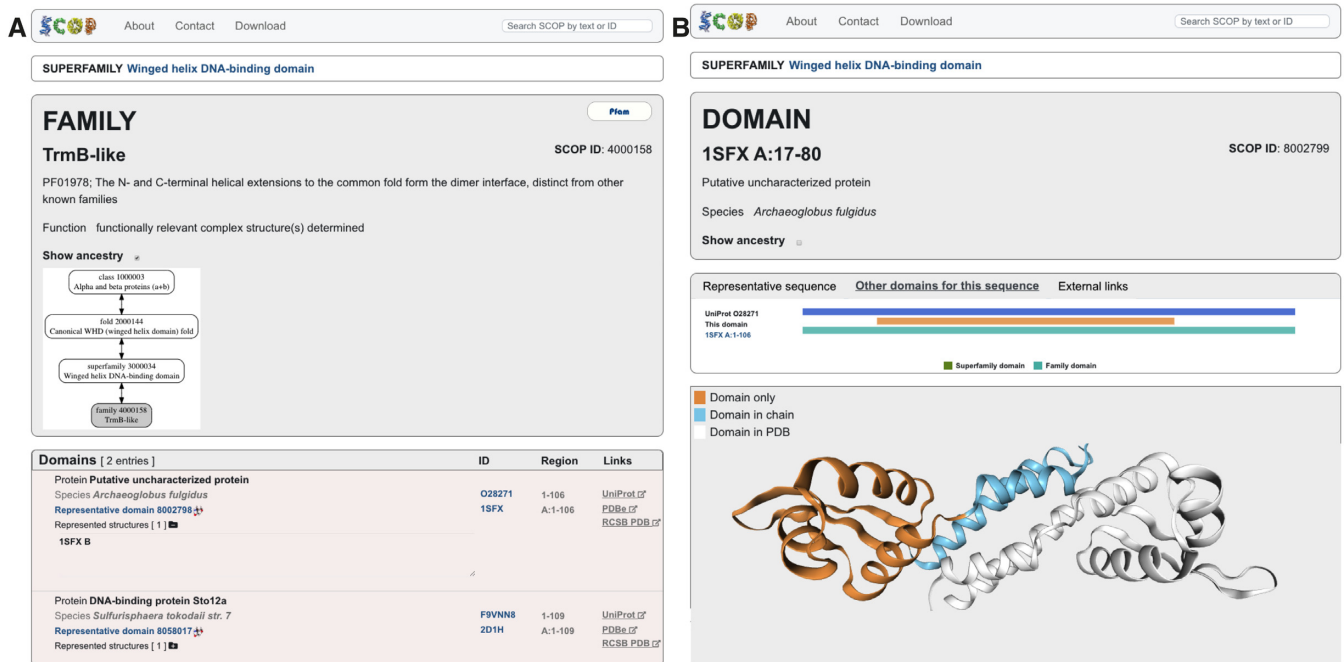 A
SCOP
About Contact Download
Search SCOP by text or ID
SUPERFAMILY Winged helix DNA-binding domain
FAMILY
Pfam
TrmB-like
SCOP ID: 4000158
PF01978; The N- and C-terminal helical extensions to the common fold form the dimer interface, distinct from other
known families
Function functionally relevant complex structure(s) determined
Show ancestry
class 1000003
Alpha and beta proteins (a+b)
fold 2000144
Canonical WHD (winged helix domain) fold
superfamily 3000034
Winged helix DNA-binding domain
family 4000158
TrmB-like
Domains [ 2 entries ] ID Region Links
Protein Putative uncharacterized protein
Species Archaeoglobus fulgidus O28271 1-106 UniProt
Representative domain 8002798 1SFX A:1-106 PDBe
Represented structures [ 1 ] RCSB PDB
1SFX B
Protein DNA-binding protein Sto12a
Species Sulfurisphaera tokodaii str. 7 F9VNN8 1-109 UniProt
Representative domain 8058017 2D1H A:1-109 PDBe
Represented structures [ 1 ] RCSB PDB
B
SCOP
About Contact Download
Search SCOP by text or ID
SUPERFAMILY Winged helix DNA-binding domain
DOMAIN
1SFX A:17-80
SCOP ID: 8002799
Putative uncharacterized protein
Species Archaeoglobus fulgidus
Show ancestry
Representative sequence Other domains for this sequence External links
UniProt O28271
This domain
1SFX A:1-106
Superfamily domain Family domain
Domain only
Domain in chain
Domain in PDB